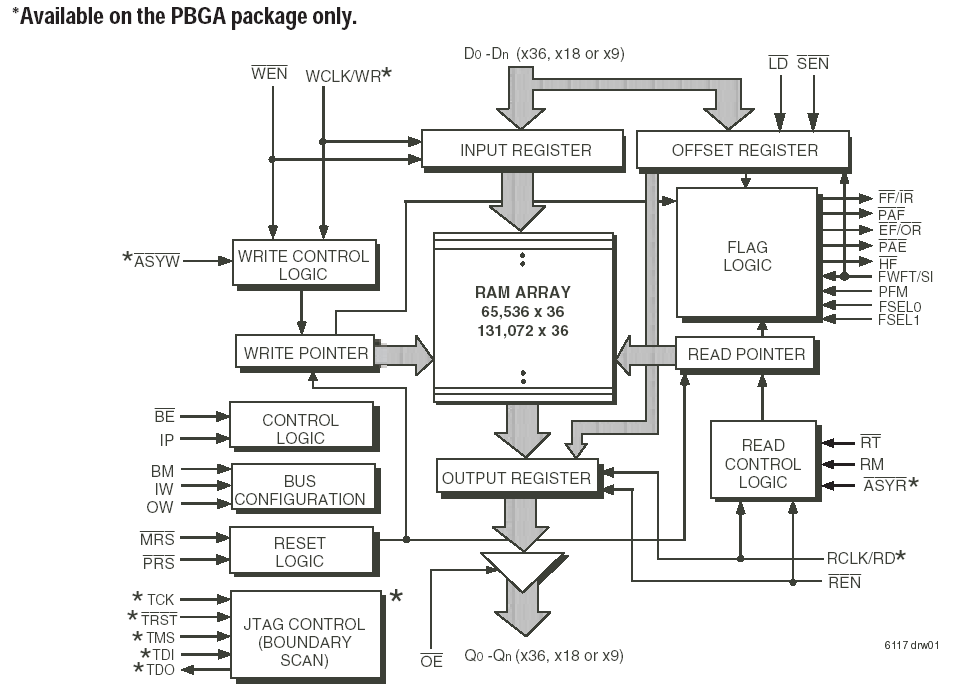 *Available on the PBGA package only.
D0 -Dn (x36, x18 or x9)
WEN
WCLK/WR*
LD
SEN
INPUT REGISTER
OFFSET REGISTER
*ASYW
WRITE CONTROL
LOGIC
FLAG
LOGIC
FF/IR
PAF
EF/OR
PAE
HF
FWFT/SI
PFM
FSEL0
FSEL1
RAM ARRAY
65,536 x 36
131,072 x 36
WRITE POINTER
READ POINTER
BE
IP
CONTROL
LOGIC
BM
IW
OW
BUS
CONFIGURATION
OUTPUT REGISTER
READ
CONTROL
LOGIC
RT
RM
ASYR*
MRS
PRS
RESET
LOGIC
RCLK/RD*
REN
* TCK
* TRST
* TMS
* TDI
* TDO
JTAG CONTROL
(BOUNDARY
SCAN)
*
OE
Q0 -Qn (x36, x18 or x9)
6117 drw01